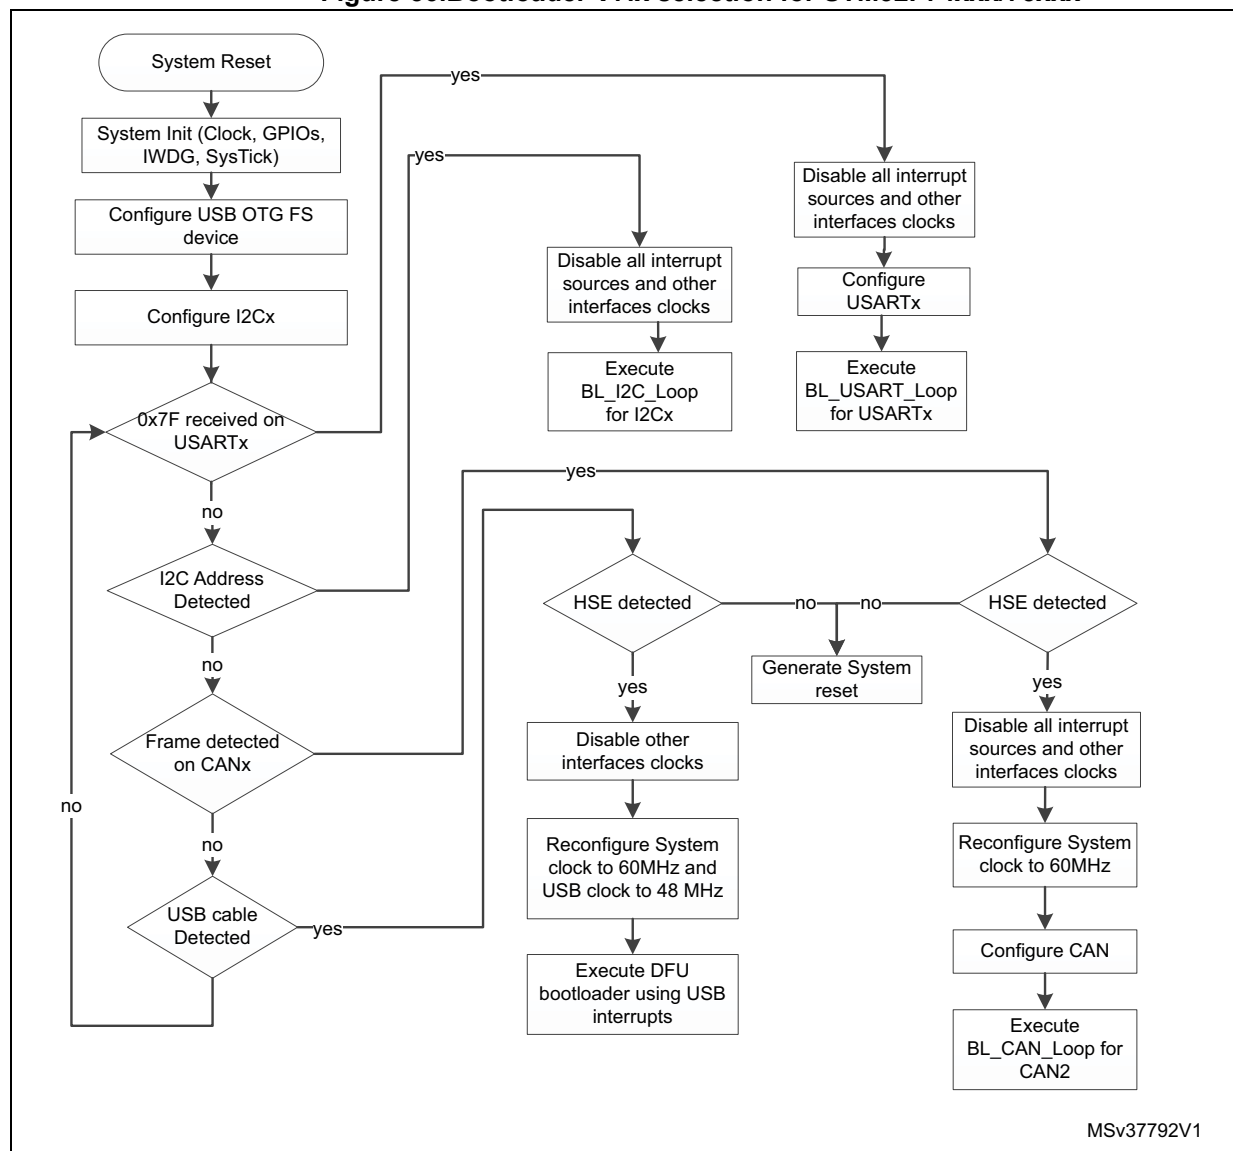 System Reset
System Init (Clock, GPIOs,
IWDG, SysTick)
Configure USB OTG FS
device
Configure I2Cx
0x7F received on
USARTx
yes
no
I2C Address
Detected
yes
no
Frame detected
on CANx
yes
no
USB cable
Detected
yes
no
Disable all interrupt
sources and other
interfaces clocks
Execute
BL_I2C_Loop
for I2Cx
Disable all interrupt
sources and other
interfaces clocks
Configure
USARTx
Execute
BL_USART_Loop
for USARTx
HSE detected
no
no
HSE detected
Generate System
reset
yes
Disable other
interfaces clocks
Reconfigure System
clock to 60MHz and
USB clock to 48 MHz
Execute DFU
bootloader using USB
interrupts
yes
Disable all interrupt
sources and other
interfaces clocks
Reconfigure System
clock to 60MHz
Configure CAN
Execute
BL_CAN_Loop for
CAN2
MSv37792V1